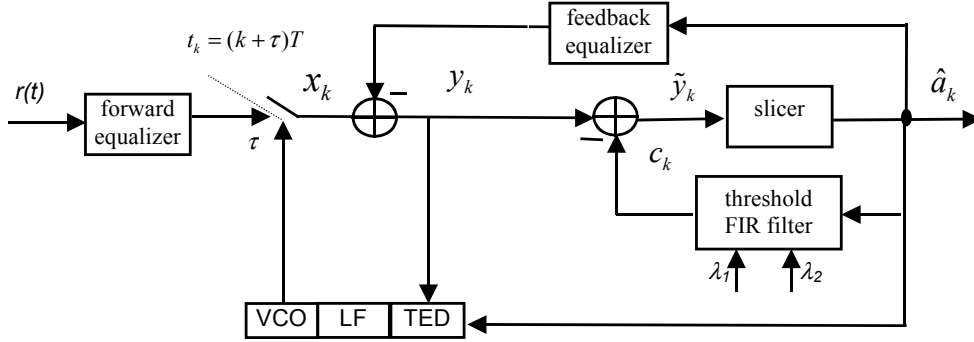 feedback
equalizer
t_k = (k + τ)T
r(t)
forward
equalizer
τ
x_k
−
y_k
−
c_k
ỹ_k
slicer
â_k
threshold
FIR filter
λ_1
λ_2
VCO
LF
TED